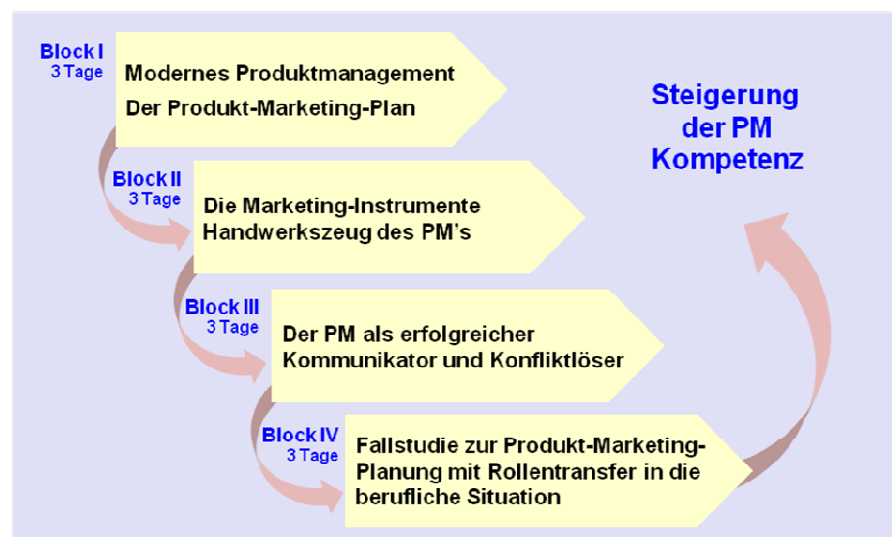 Block I
3 Tage
Modernes Produktmanagement
Der Produkt-Marketing-Plan
Steigerung
der PM
Kompetenz
Block II
3 Tage
Die Marketing-Instrumente
Handwerkszeug des PM's
Block III
3 Tage
Der PM als erfolgreicher
Kommunikator und Konfliktlöser
Block IV
3 Tage
Fallstudie zur Produkt-Marketing-
Planung mit Rollentransfer in die
berufliche Situation